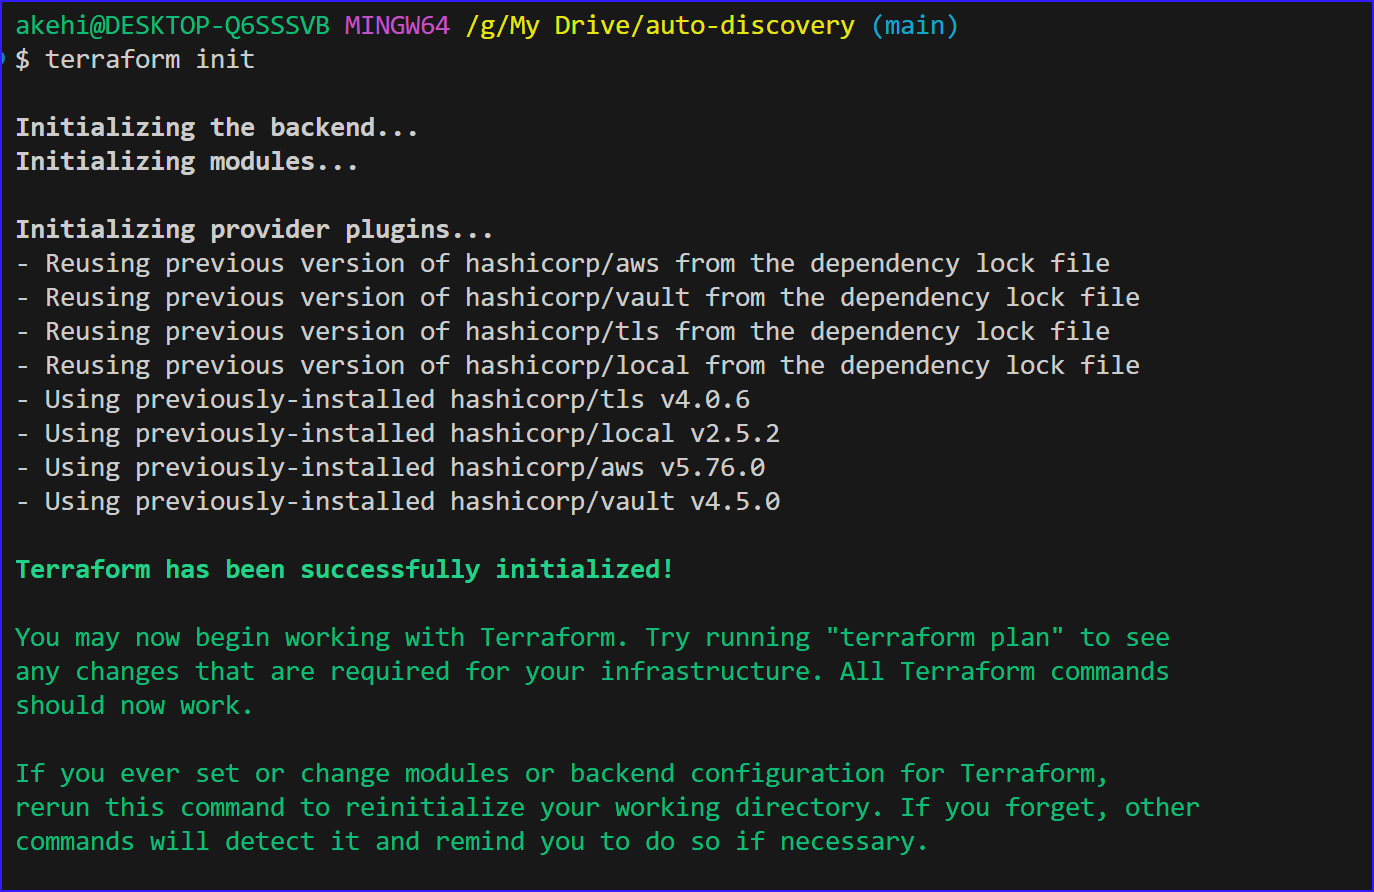 akehi@DESKTOP-Q6SSSVB MINGW64 /g/My Drive/auto-discovery (main)
$ terraform init
Initializing the backend...
Initializing modules...
Initializing provider plugins...
- Reusing previous version of hashicorp/aws from the dependency lock file
- Reusing previous version of hashicorp/vault from the dependency lock file
- Reusing previous version of hashicorp/tls from the dependency lock file
- Reusing previous version of hashicorp/local from the dependency lock file
- Using previously-installed hashicorp/tls v4.0.6
- Using previously-installed hashicorp/local v2.5.2
- Using previously-installed hashicorp/aws v5.76.0
- Using previously-installed hashicorp/vault v4.5.0
Terraform has been successfully initialized!
You may now begin working with Terraform. Try running "terraform plan" to see
any changes that are required for your infrastructure. All Terraform commands
should now work.
If you ever set or change modules or backend configuration for Terraform,
rerun this command to reinitialize your working directory. If you forget, other
commands will detect it and remind you to do so if necessary.